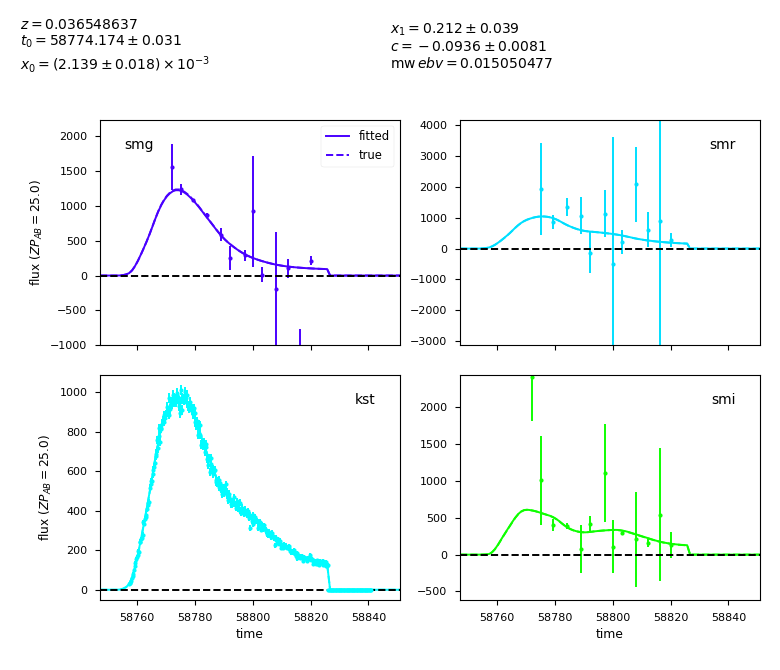 z = 0.036548637
t₀ = 58774.174 ± 0.031
x₀ = (2.139 ± 0.018) × 10⁻³
x₁ = 0.212 ± 0.039
c = −0.0936 ± 0.0081
mw ebv = 0.015050477
smg
fitted
true
2000
1500
1000
500
0
−500
−1000
flux (ZP_AB = 25.0)
smr
4000
3000
2000
1000
0
−1000
−2000
−3000
kst
1000
800
600
400
200
0
flux (ZP_AB = 25.0)
58760 58780 58800 58820 58840
time
smi
2000
1500
1000
500
0
−500
58760 58780 58800 58820 58840
time